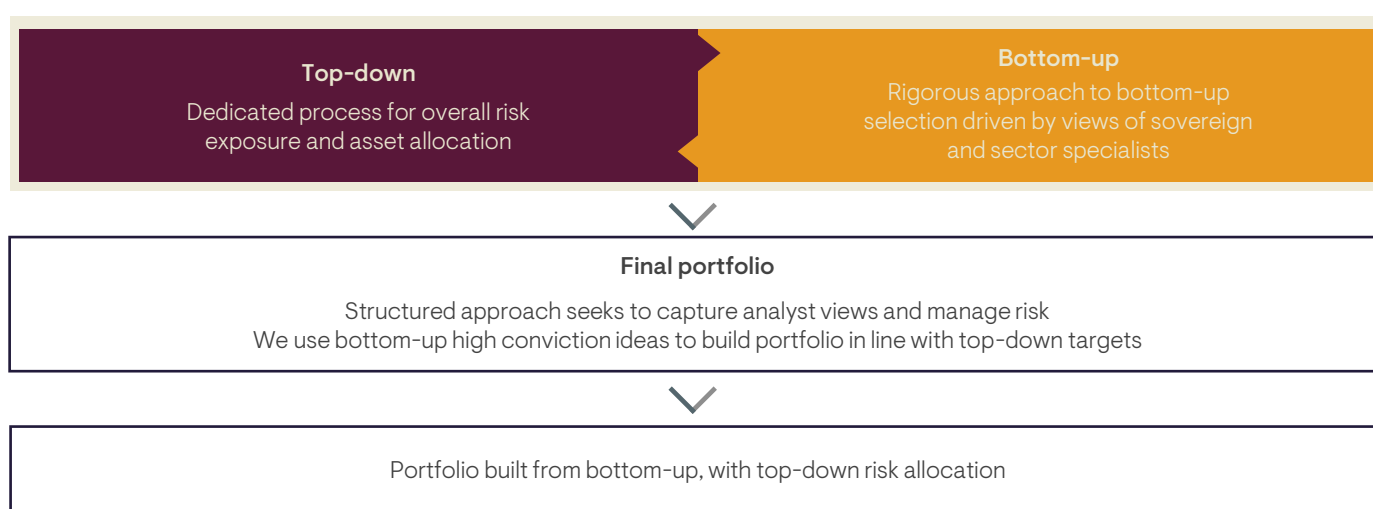 Top-down
Dedicated process for overall risk
exposure and asset allocation
Bottom-up
Rigorous approach to bottom-up
selection driven by views of sovereign
and sector specialists
Final portfolio
Structured approach seeks to capture analyst views and manage risk
We use bottom-up high conviction ideas to build portfolio in line with top-down targets
Portfolio built from bottom-up, with top-down risk allocation